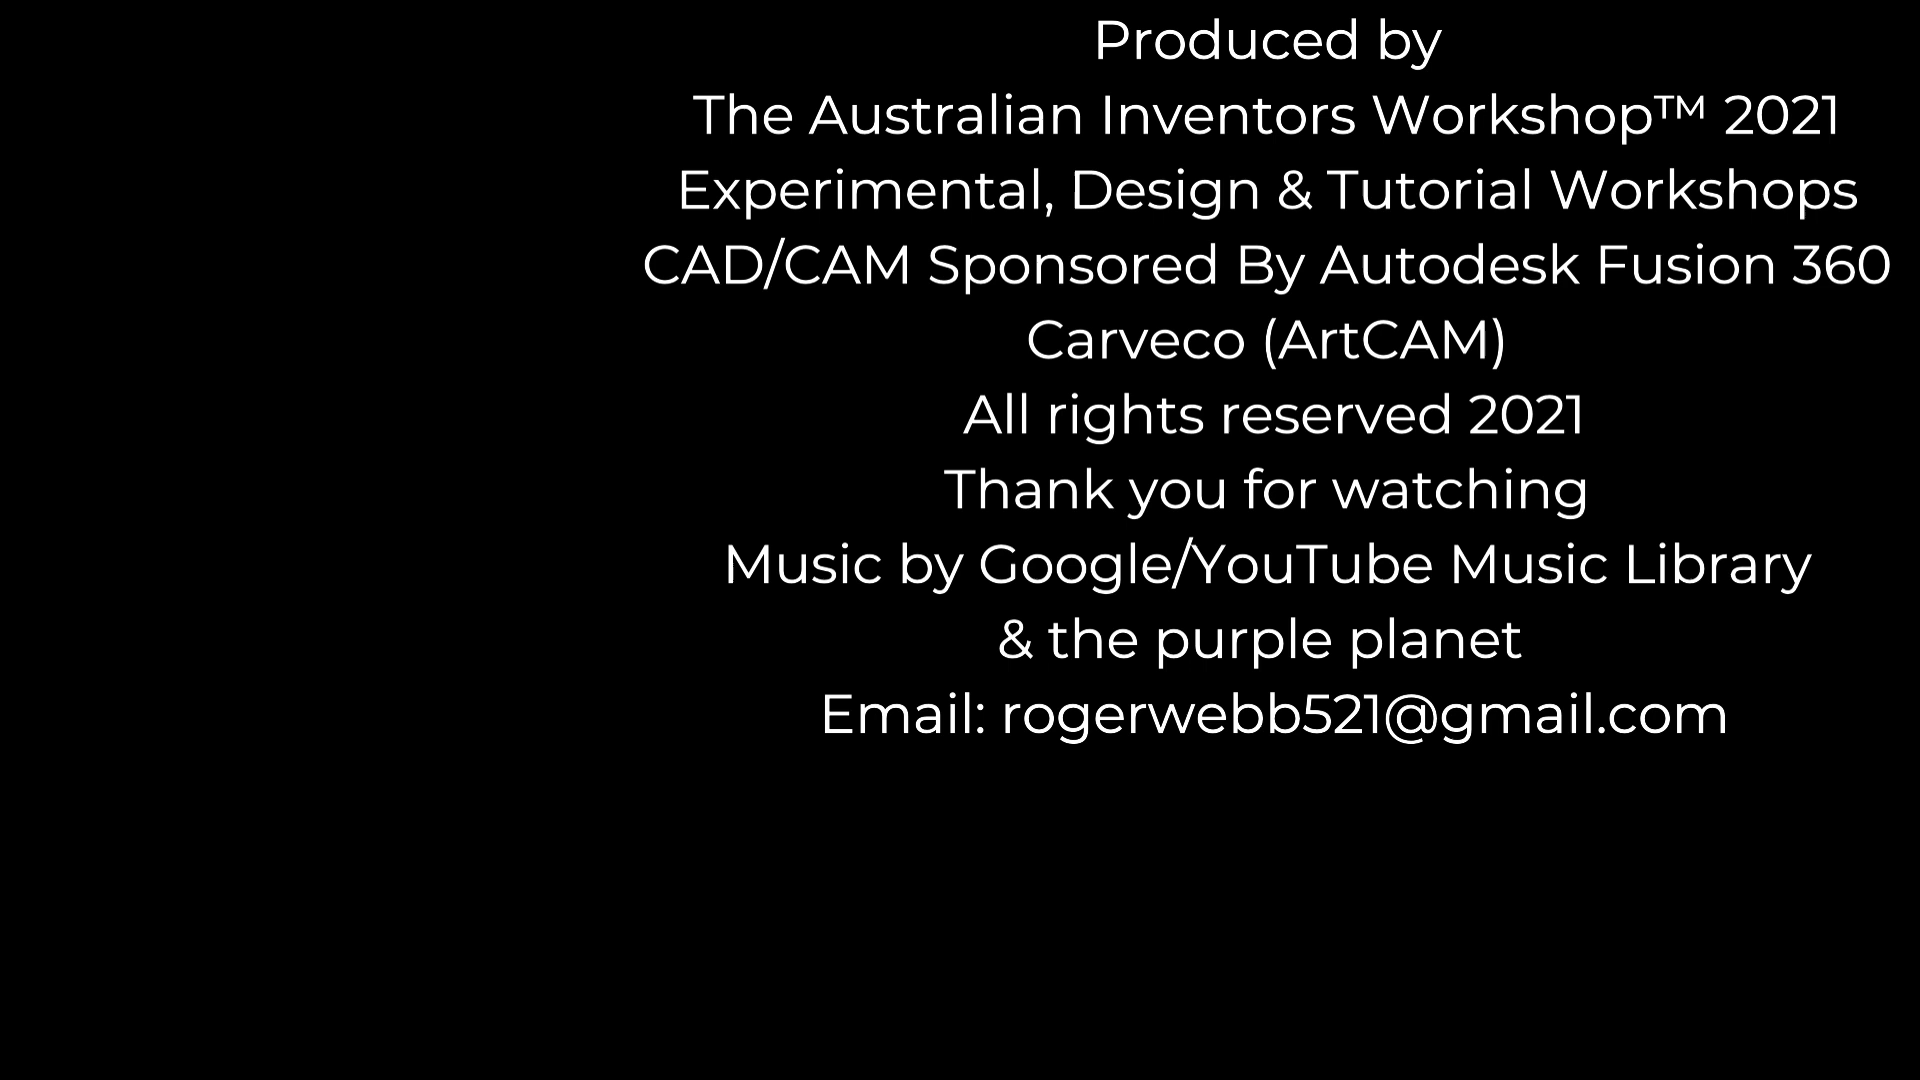 Produced by
The Australian Inventors Workshop™ 2021
Experimental, Design & Tutorial Workshops
CAD/CAM Sponsored By Autodesk Fusion 360
Carveco (ArtCAM)
All rights reserved 2021
Thank you for watching
Music by Google/YouTube Music Library
& the purple planet
Email: rogerwebb521@gmail.com